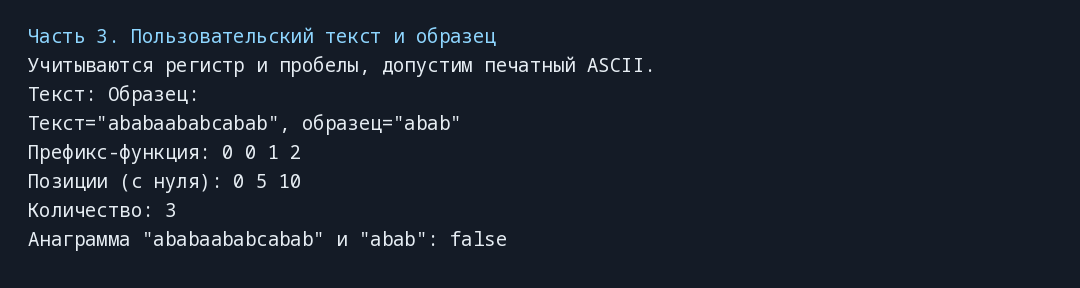 Часть 3. Пользовательский текст и образец
Учитываются регистр и пробелы, допустим печатный ASCII.
Текст: Образец:
Текст="ababaababcabab", образец="abab"
Префикс-функция: 0 0 1 2
Позиции (с нуля): 0 5 10
Количество: 3
Анаграмма "ababaababcabab" и "abab": false